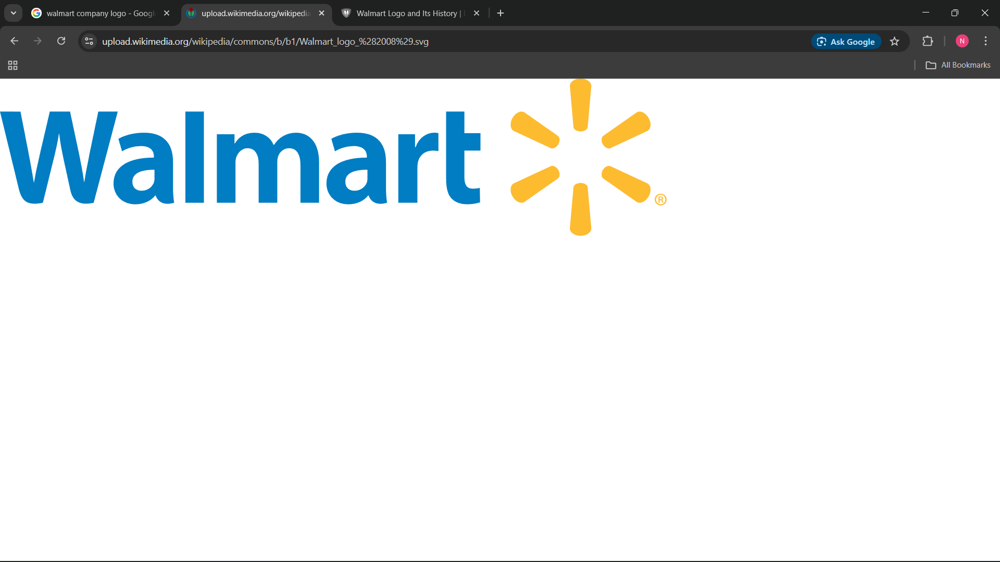 walmart company logo - Googl
upload.wikimedia.org/wikipedia
Walmart Logo and Its History |
upload.wikimedia.org/wikipedia/commons/b/b1/Walmart_logo_%282008%29.svg
Ask Google
N
All Bookmarks
Walmart ®